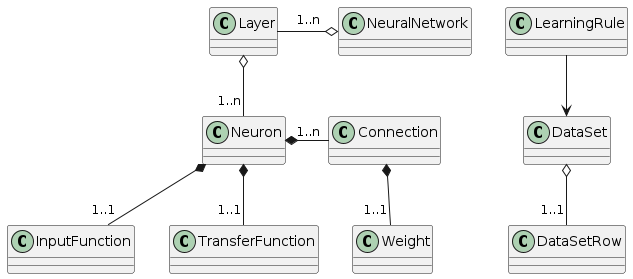 C Layer
1..n
C NeuralNetwork
C LearningRule
1..n
C Neuron
1..n
C Connection
C DataSet
1..1
1..1
1..1
1..1
C InputFunction
C TransferFunction
C Weight
C DataSetRow